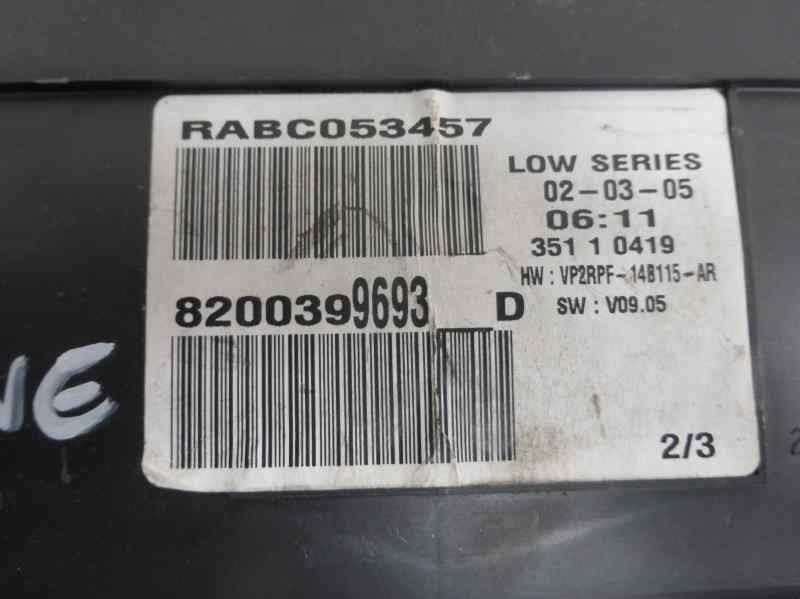 RABC053457
LOW SERIES
02-03-05
06:11
351 1 0419
HW : VP2RPF-14B115-AR
SW : V09.05
8200399693 D
NE
2/3